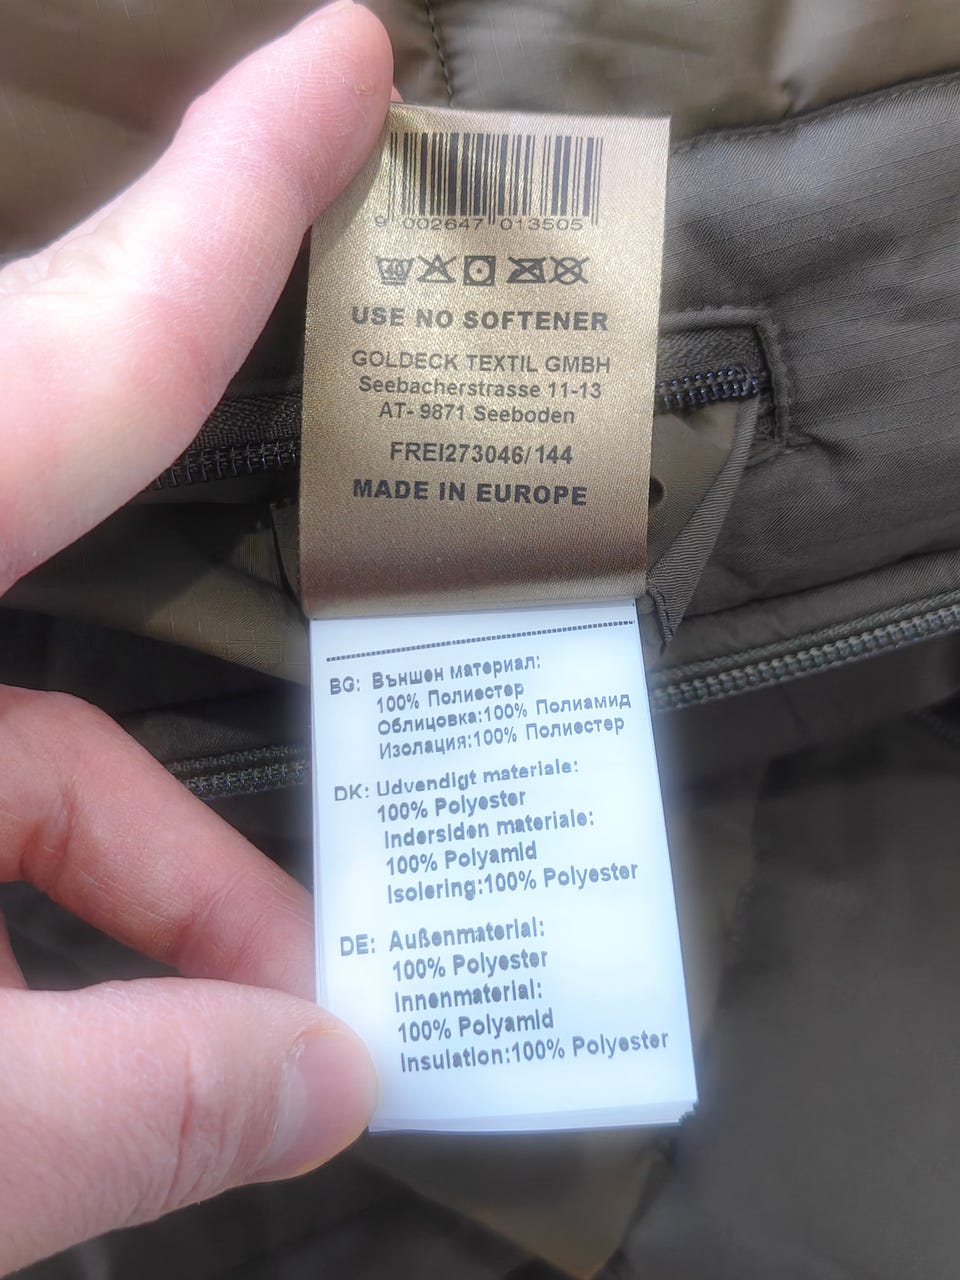 9 002647 013505
40
USE NO SOFTENER
GOLDECK TEXTIL GMBH
Seebacherstrasse 11-13
AT- 9871 Seeboden
FREI273046/144
MADE IN EUROPE
BG: Външен материал:
100% Полиестер
Облицовка:100% Полиамид
Изолация:100% Полиестер
DK: Udvendigt materiale:
100% Polyester
Indersiden materiale:
100% Polyamid
Isolering:100% Polyester
DE: Außenmaterial:
100% Polyester
Innenmaterial:
100% Polyamid
Insulation:100% Polyester